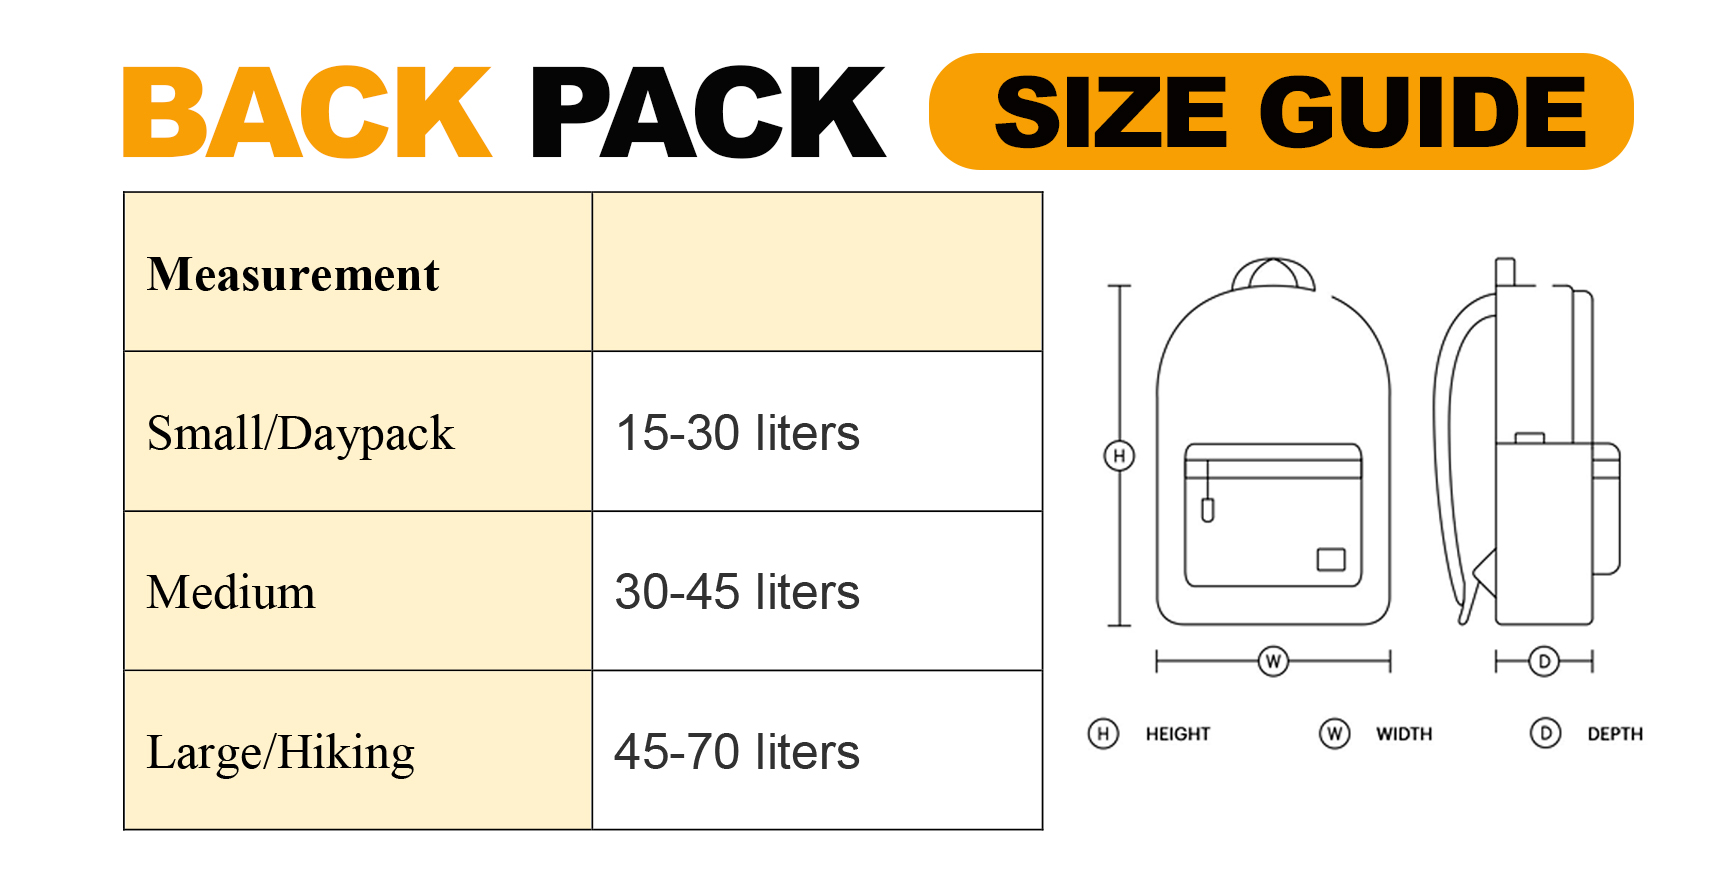 BACK PACK SIZE GUIDE
Measurement
Small/Daypack 15-30 liters
Medium 30-45 liters
Large/Hiking 45-70 liters
H
W D
H HEIGHT W WIDTH D DEPTH